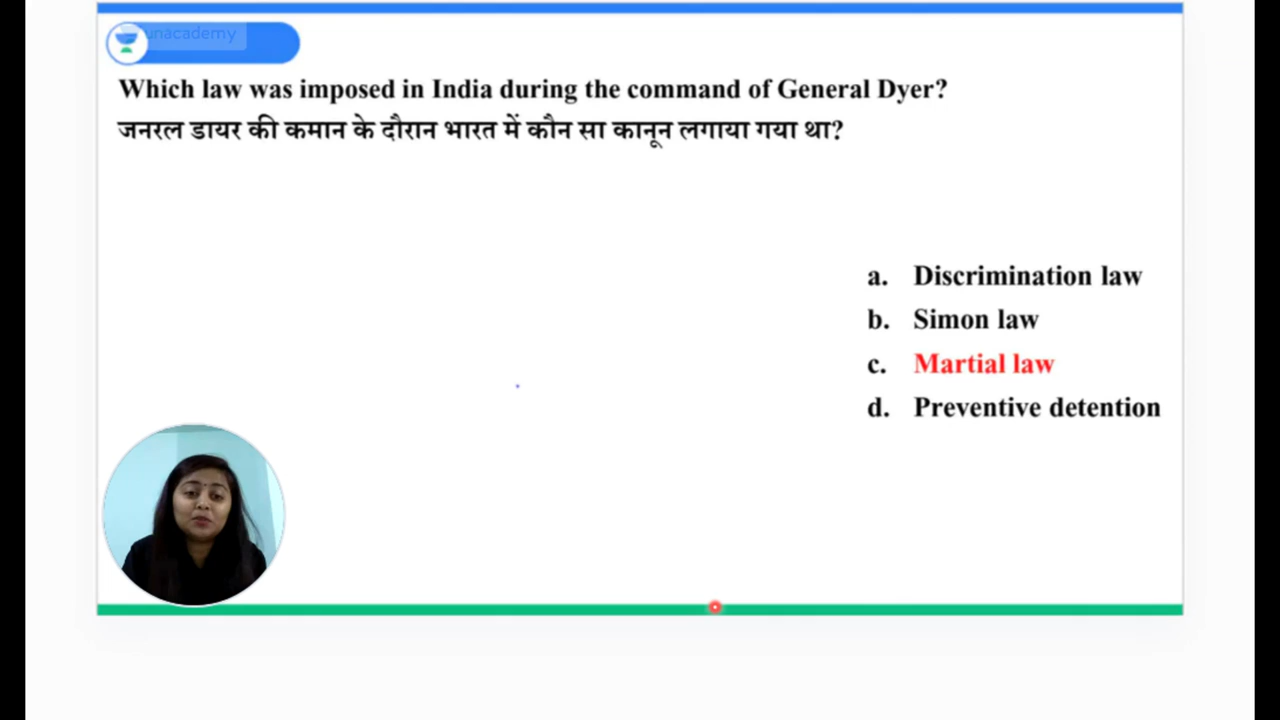 unacademy
Which law was imposed in India during the command of General Dyer?
जनरल डायर की कमान के दौरान भारत में कौन सा कानून लगाया गया था?
a. Discrimination law
b. Simon law
c. Martial law
d. Preventive detention